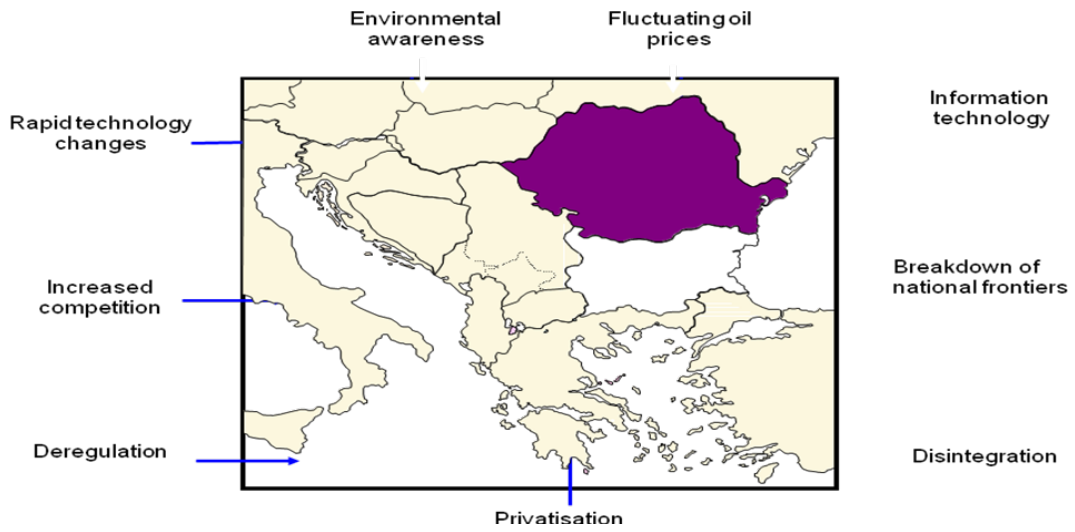 Environmental
awareness
Fluctuating oil
prices
Information
technology
Rapid technology
changes
Breakdown of
national frontiers
Increased
competition
Deregulation
Disintegration
Privatisation